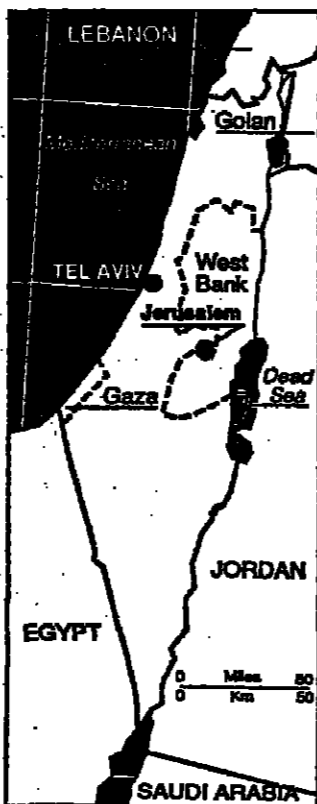 LEBANON
Golan
Mediterranean
Sea
West
Bank
TEL AVIV
Jerusalem
Dead
Sea
Gaza
JORDAN
EGYPT
0 Miles 50
0 Km 50
SAUDI ARABIA